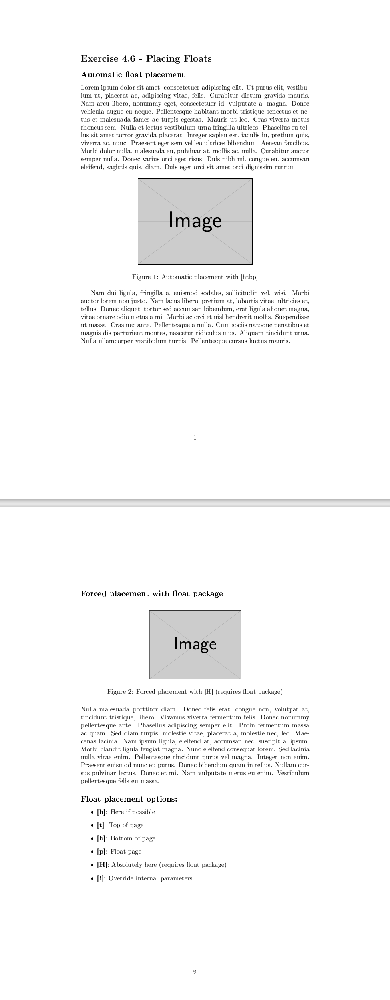 Exercise 4.6 - Placing Floats
Automatic float placement
Lorem ipsum dolor sit amet, consectetuer adipiscing elit. Ut purus elit, vestibu-
lum ut, placerat ac, adipiscing vitae, felis. Curabitur dictum gravida mauris.
Nam arcu libero, nonummy eget, consectetuer id, vulputate a, magna. Donec
vehicula augue eu neque. Pellentesque habitant morbi tristique senectus et ne-
tus et malesuada fames ac turpis egestas. Mauris ut leo. Cras viverra metus
rhoncus sem. Nulla et lectus vestibulum urna fringilla ultrices. Phasellus eu tel-
lus sit amet tortor gravida placerat. Integer sapien est, iaculis in, pretium quis,
viverra ac, nunc. Praesent eget sem vel leo ultrices bibendum. Aenean faucibus.
Morbi dolor nulla, malesuada eu, pulvinar at, mollis ac, nulla. Curabitur auctor
semper nulla. Donec varius orci eget risus. Duis nibh mi, congue eu, accumsan
eleifend, sagittis quis, diam. Duis eget orci sit amet orci dignissim rutrum.
Image
Figure 1: Automatic placement with [htbp]
Nam dui ligula, fringilla a, euismod sodales, sollicitudin vel, wisi. Morbi
auctor lorem non justo. Nam lacus libero, pretium at, lobortis vitae, ultricies et,
tellus. Donec aliquet, tortor sed accumsan bibendum, erat ligula aliquet magna,
vitae ornare odio metus a mi. Morbi ac orci et nisl hendrerit mollis. Suspendisse
ut massa. Cras nec ante. Pellentesque a nulla. Cum sociis natoque penatibus et
magnis dis parturient montes, nascetur ridiculus mus. Aliquam tincidunt urna.
Nulla ullamcorper vestibulum turpis. Pellentesque cursus luctus mauris.
1
Forced placement with float package
Image
Figure 2: Forced placement with [H] (requires float package)
Nulla malesuada porttitor diam. Donec felis erat, congue non, volutpat at,
tincidunt tristique, libero. Vivamus viverra fermentum felis. Donec nonummy
pellentesque ante. Phasellus adipiscing semper elit. Proin fermentum massa
ac quam. Sed diam turpis, molestie vitae, placerat a, molestie nec, leo. Mae-
cenas lacinia. Nam ipsum ligula, eleifend at, accumsan nec, suscipit a, ipsum.
Morbi blandit ligula feugiat magna. Nunc eleifend consequat lorem. Sed lacinia
nulla vitae enim. Pellentesque tincidunt purus vel magna. Integer non enim.
Praesent euismod nunc eu purus. Donec bibendum quam in tellus. Nullam cur-
sus pulvinar lectus. Donec et mi. Nam vulputate metus eu enim. Vestibulum
pellentesque felis eu massa.
Float placement options:
• [h]: Here if possible
• [t]: Top of page
• [b]: Bottom of page
• [p]: Float page
• [H]: Absolutely here (requires float package)
• [!]: Override internal parameters
2